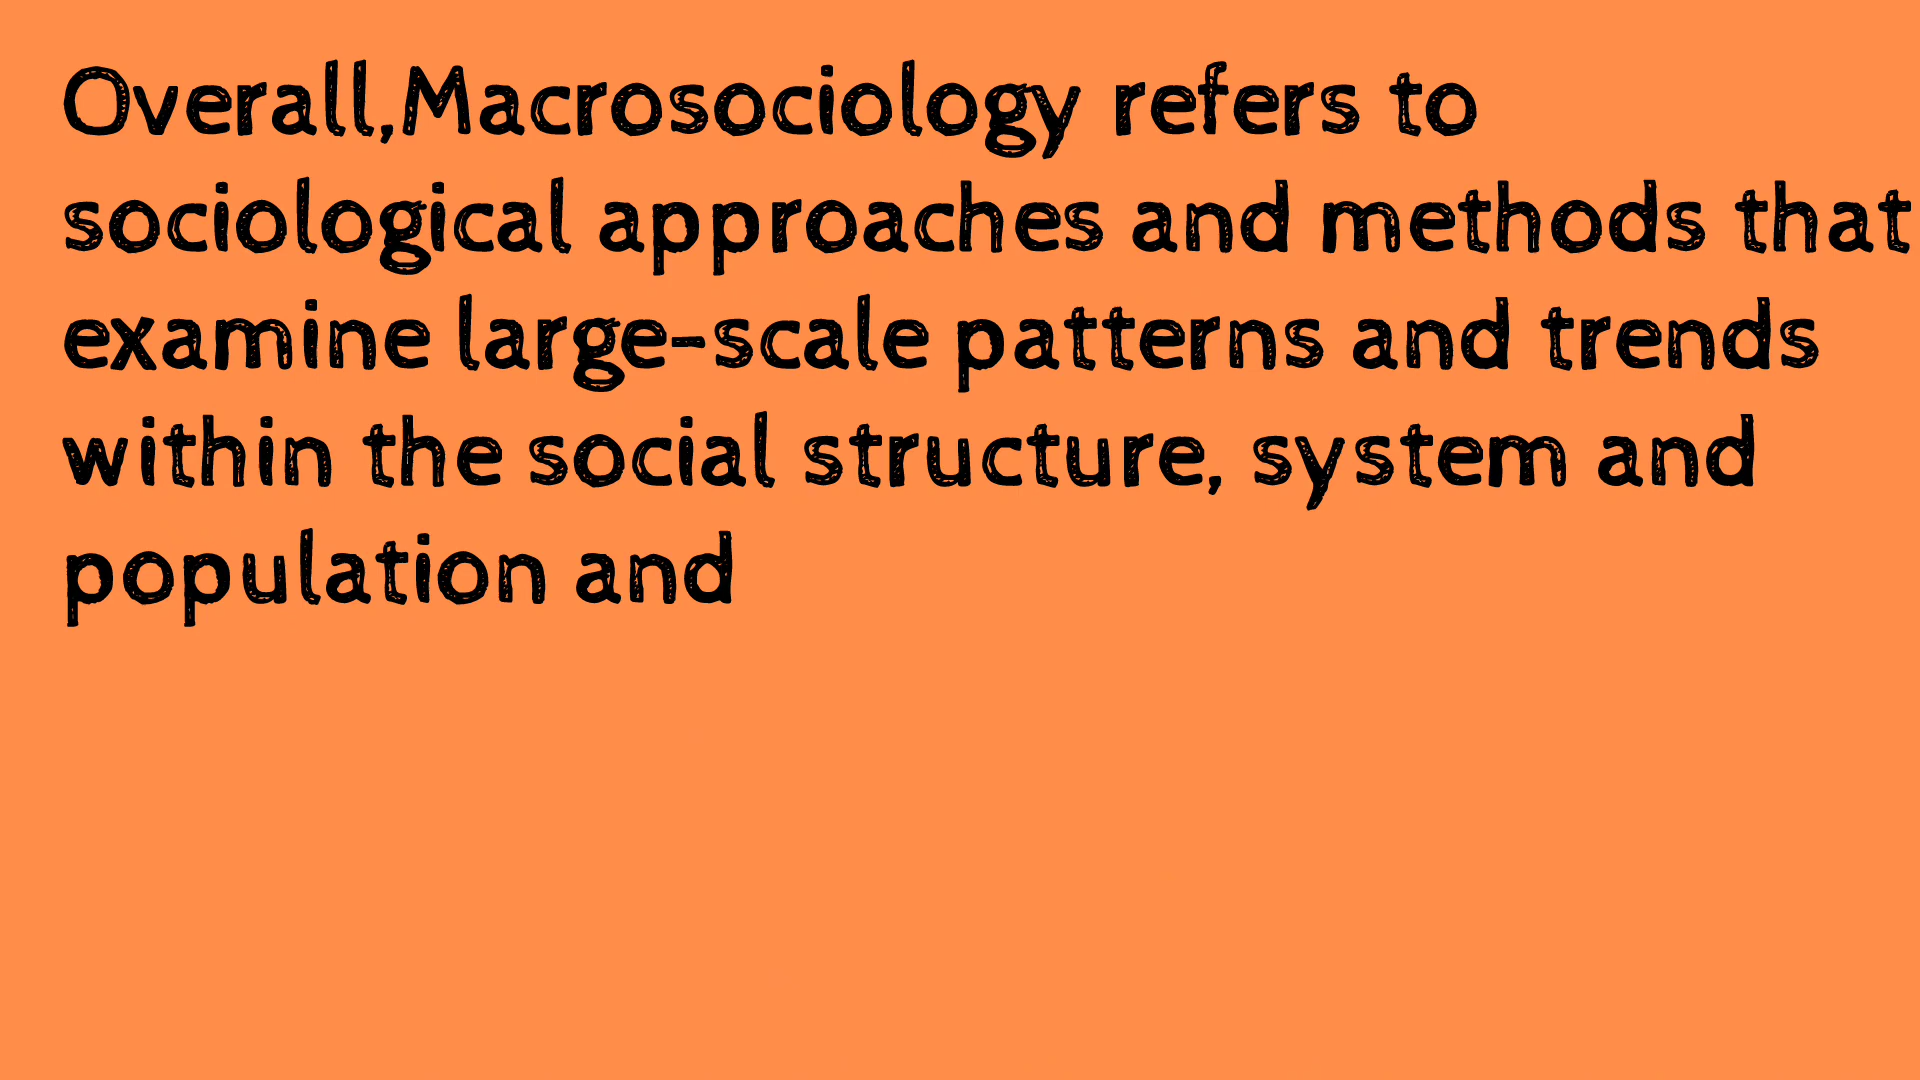 Overall,Macrosociology refers to
sociological approaches and methods that
examine large-scale patterns and trends
within the social structure, system and
population and